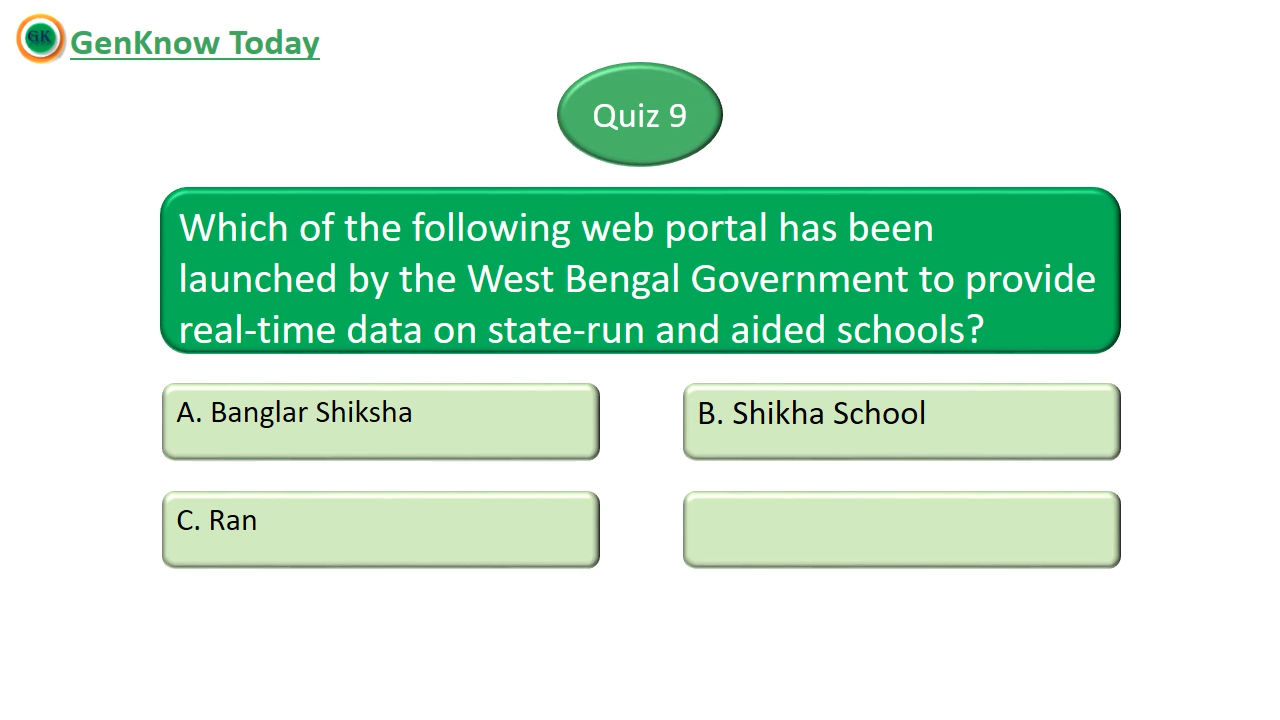 GK
GenKnow Today
Quiz 9
Which of the following web portal has been
launched by the West Bengal Government to provide
real-time data on state-run and aided schools?
A. Banglar Shiksha
B. Shikha School
C. Ran